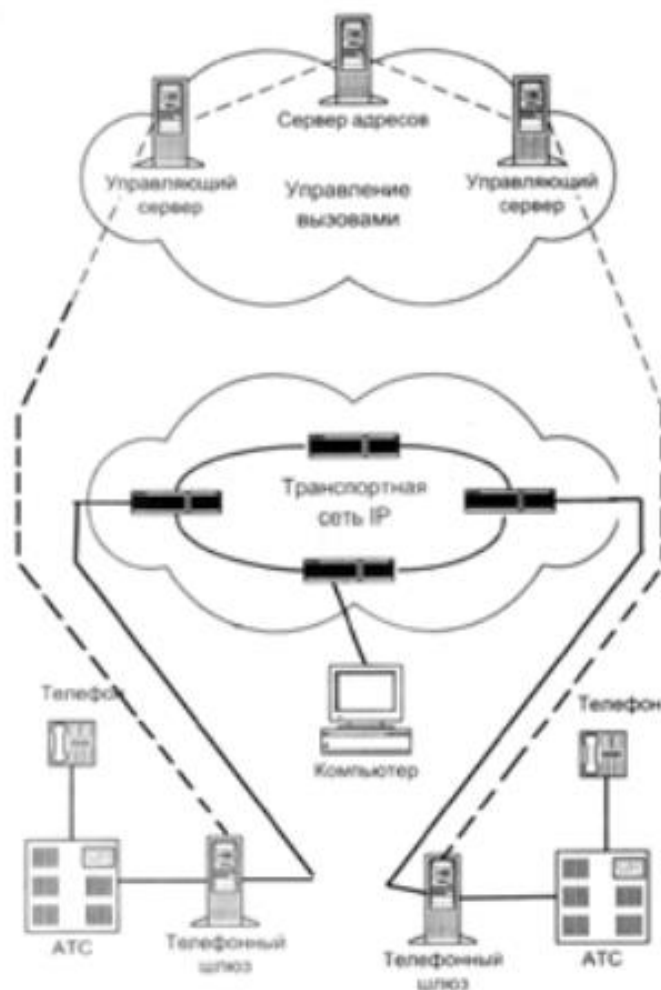 Сервер адресов
Управляющий
сервер
Управление
вызовами
Управляющий
сервер
Транспортная
сеть IP
Телефон
Телефон
Компьютер
АТС
Телефонный
шлюз
Телефонный
шлюз
АТС